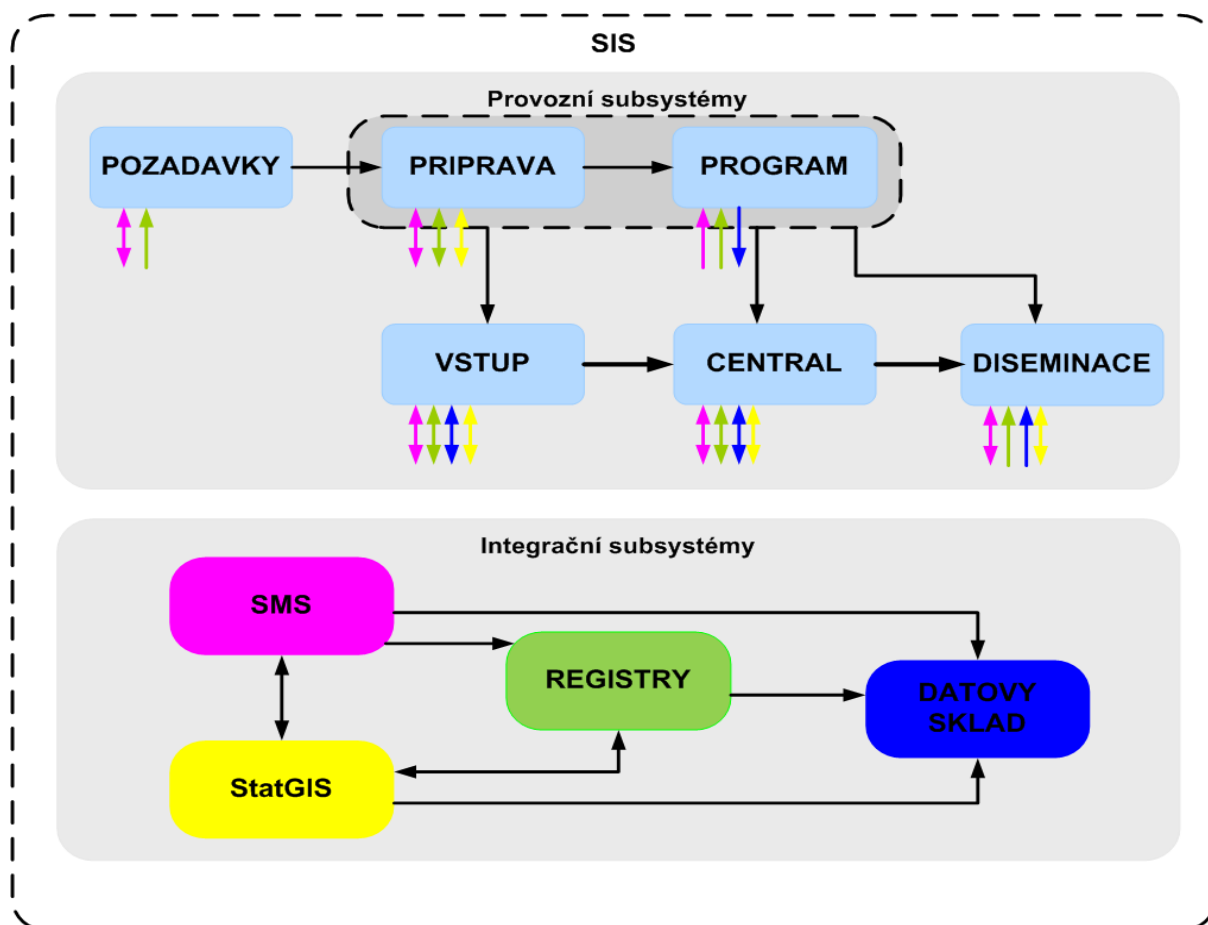 SIS
Provozní subsystémy
POZADAVKY
PRIPRAVA
PROGRAM
VSTUP
CENTRAL
DISEMINACE
Integrační subsystémy
SMS
REGISTRY
DATOVY
SKLAD
StatGIS